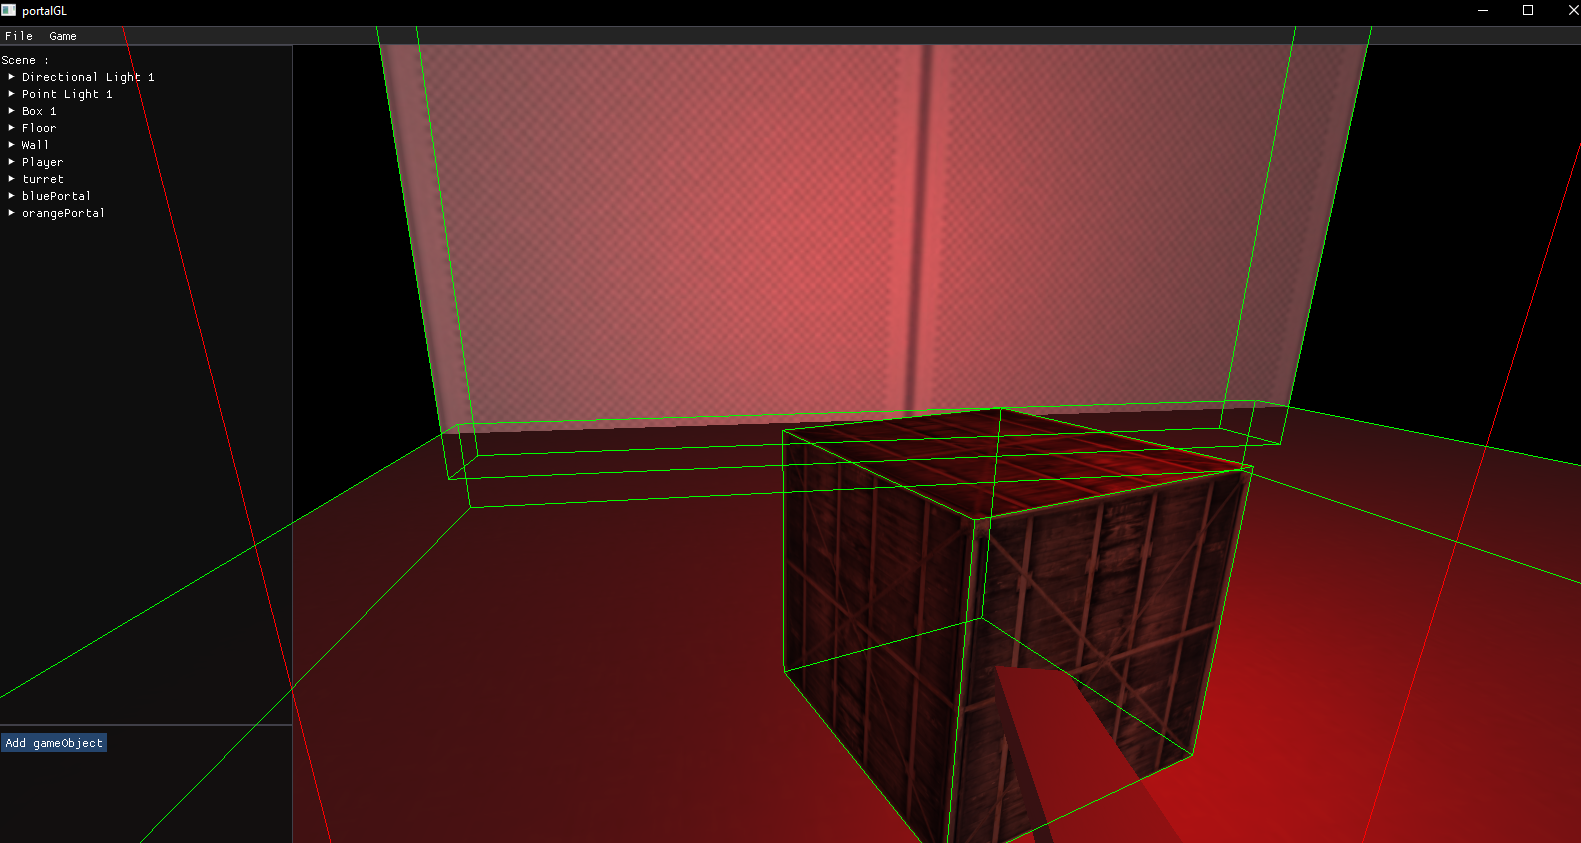 portalGL
File Game
Scene :
Directional Light 1
Point Light 1
Box 1
Floor
Wall
Player
turret
bluePortal
orangePortal
Add gameObject